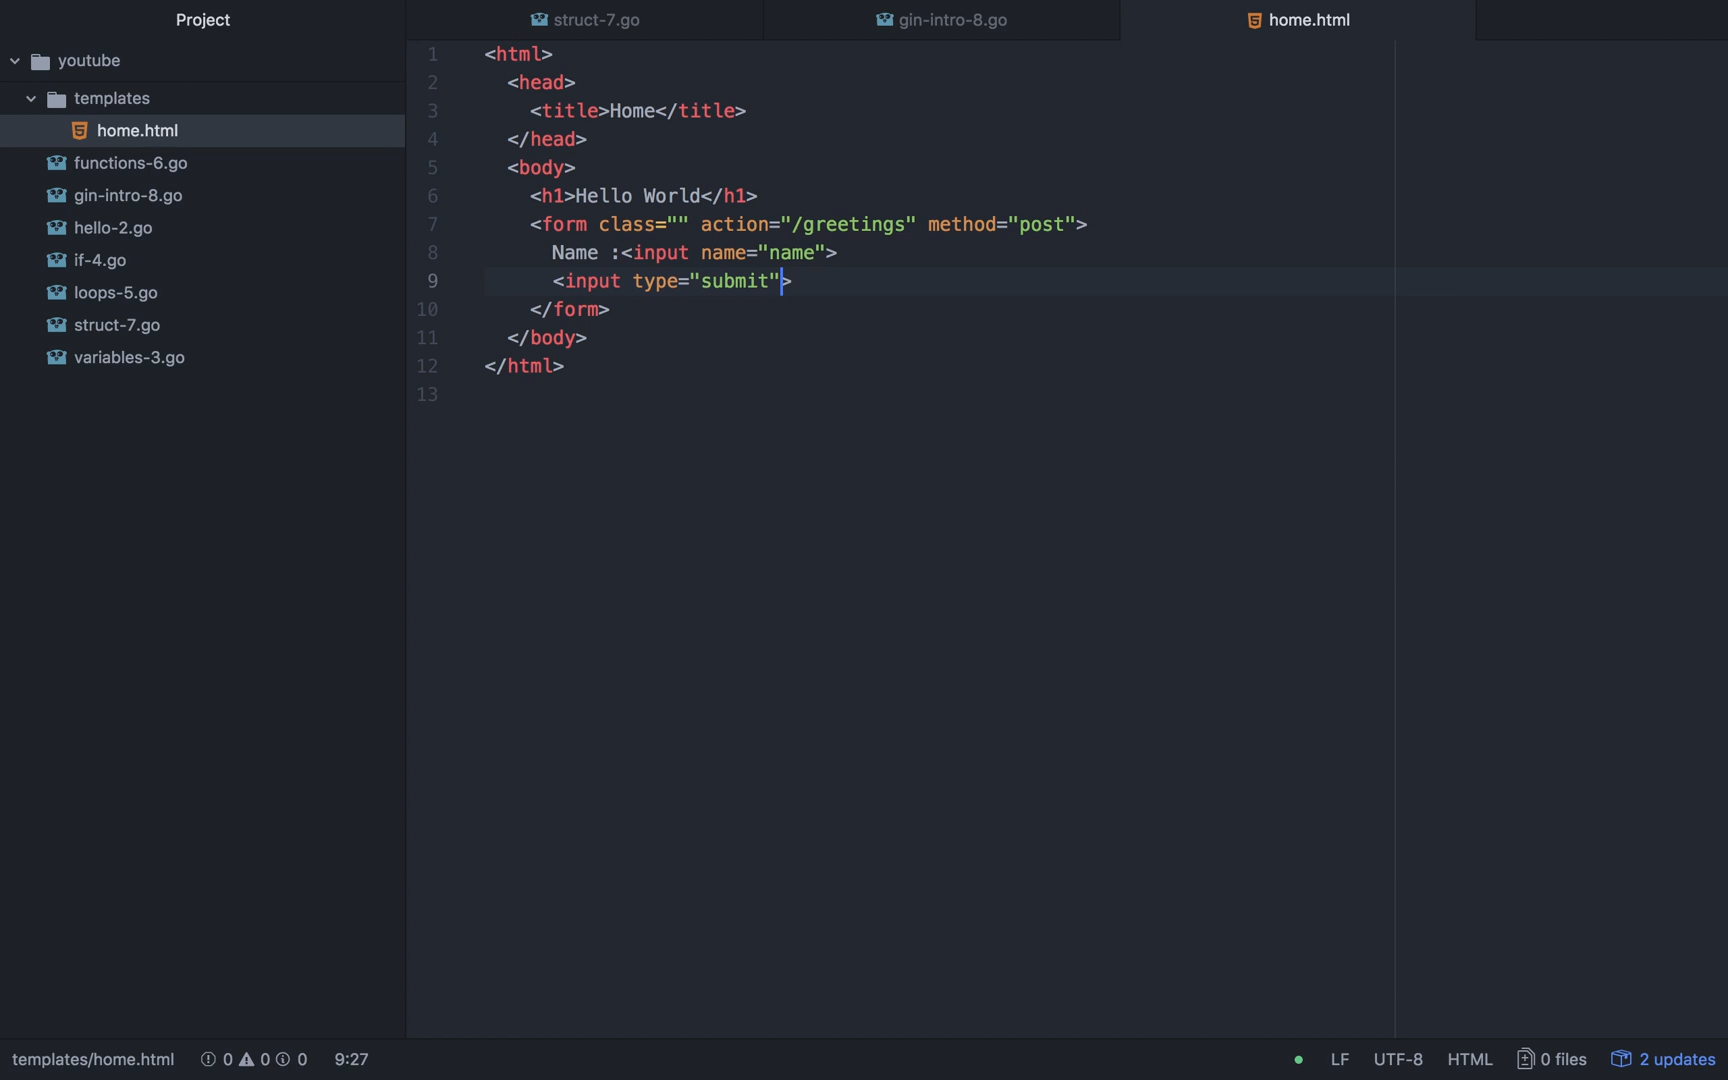 Project
struct-7.go
gin-intro-8.go
home.html
youtube
templates
home.html
functions-6.go
gin-intro-8.go
hello-2.go
if-4.go
loops-5.go
struct-7.go
variables-3.go
1 <html>
2 <head>
3 <title>Home</title>
4 </head>
5 <body>
6 <h1>Hello World</h1>
7 <form class="" action="/greetings" method="post">
8 Name :<input name="name">
9 <input type="submit">
10 </form>
11 </body>
12 </html>
13
templates/home.html 0 0 0 9:27 LF UTF-8 HTML 0 files 2 updates